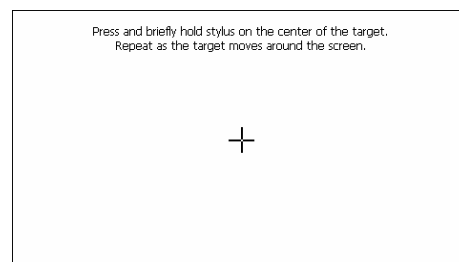 Press and briefly hold stylus on the center of the target.
Repeat as the target moves around the screen.